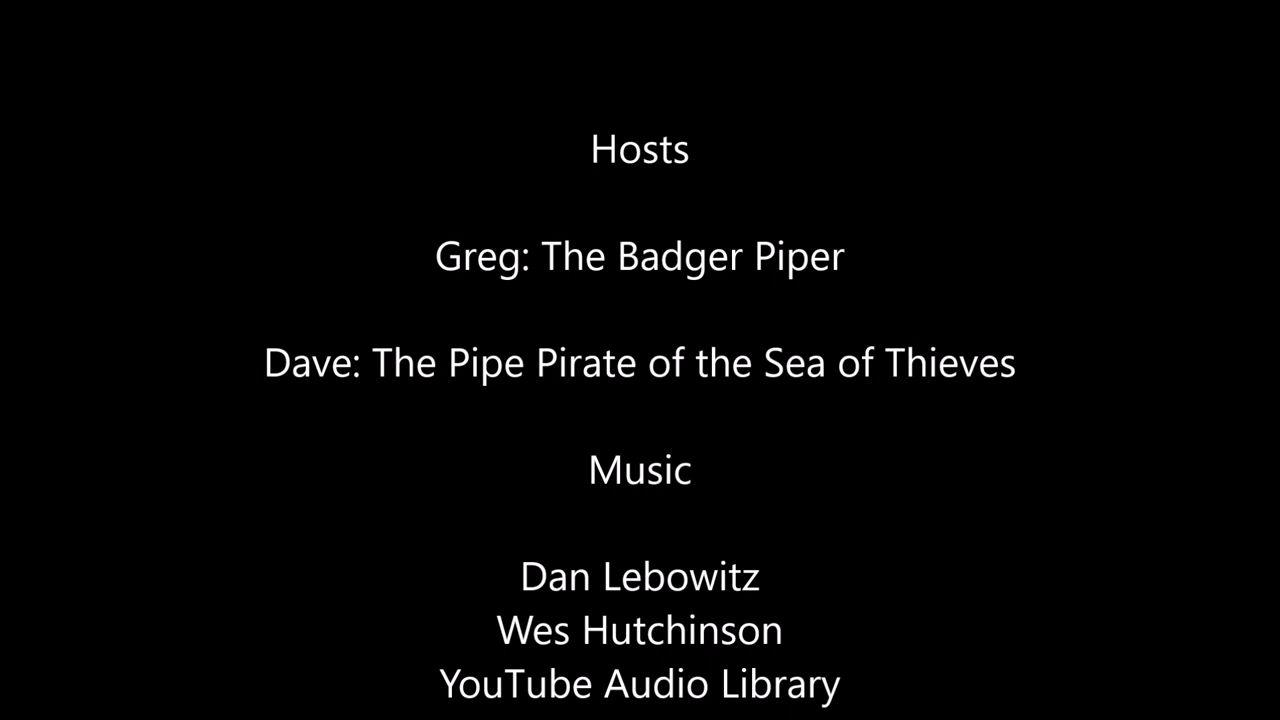 Hosts
Greg: The Badger Piper
Dave: The Pipe Pirate of the Sea of Thieves
Music
Dan Lebowitz
Wes Hutchinson
YouTube Audio Library